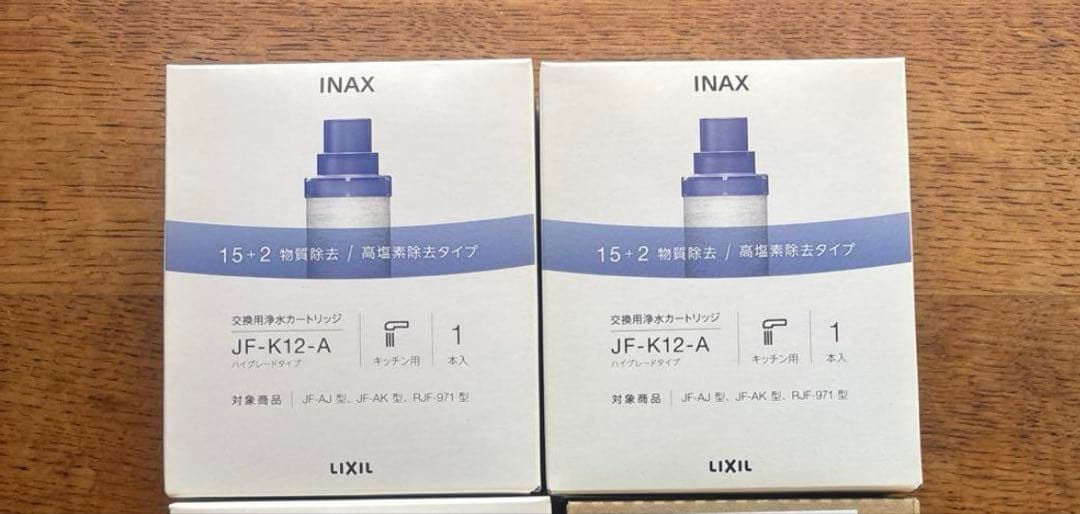 INAX
15+2 物質除去 / 高塩素除去タイプ
交換用浄水カートリッジ
JF-K12-A
ハイグレードタイプ
キッチン用
1
本入
対象商品 JF-AJ 型、JF-AK 型、RJF-971 型
LIXIL
INAX
15+2 物質除去 / 高塩素除去タイプ
交換用浄水カートリッジ
JF-K12-A
ハイグレードタイプ
キッチン用
1
本入
対象商品 JF-AJ 型、JF-AK 型、RJF-971 型
LIXIL